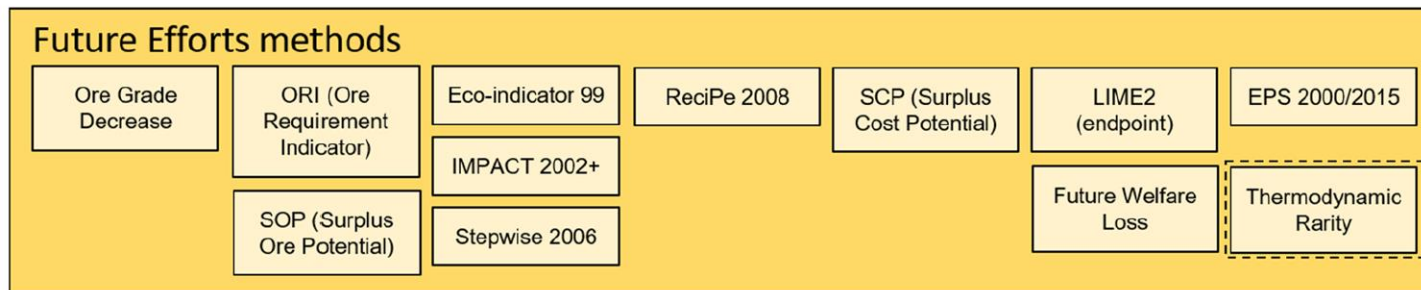 Future Efforts methods
Ore Grade
Decrease
ORI (Ore
Requirement
Indicator)
SOP (Surplus
Ore Potential)
Eco-indicator 99
IMPACT 2002+
Stepwise 2006
ReciPe 2008
SCP (Surplus
Cost Potential)
LIME2
(endpoint)
Future Welfare
Loss
EPS 2000/2015
Thermodynamic
Rarity